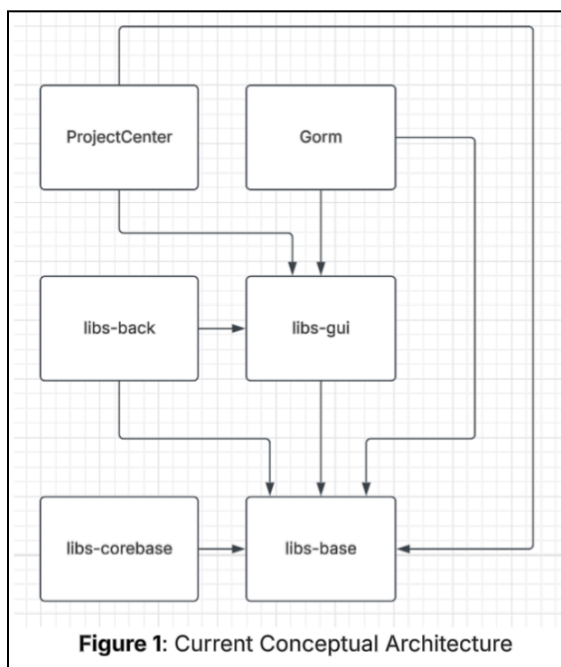 ProjectCenter
Gorm
libs-back
libs-gui
libs-corebase
libs-base
Figure 1: Current Conceptual Architecture